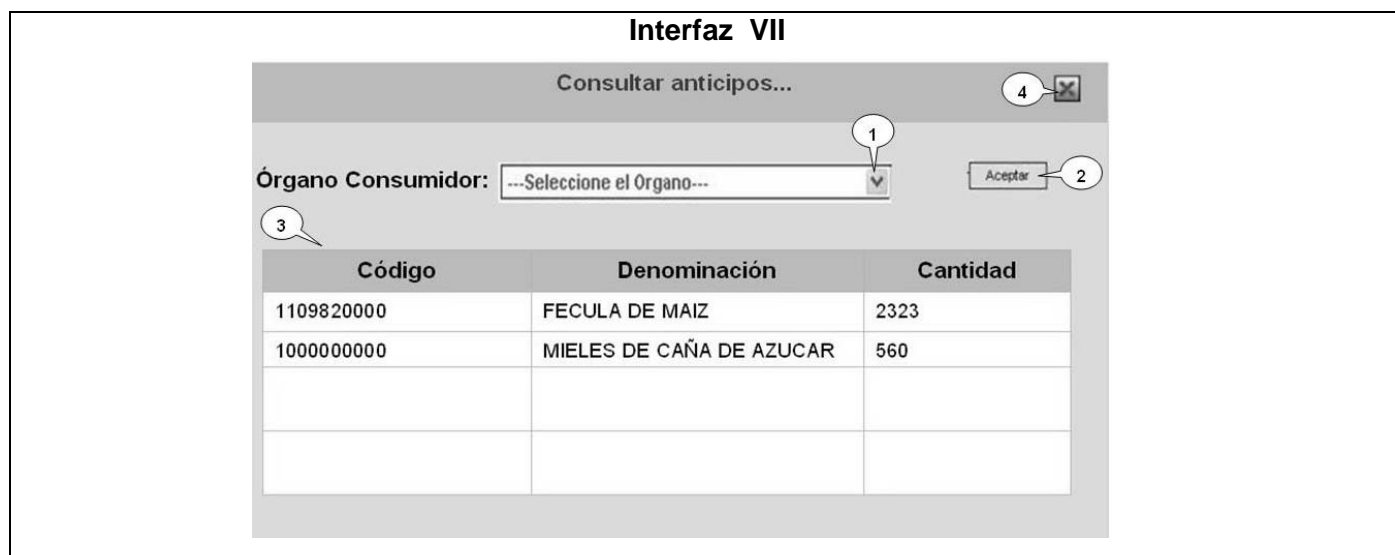 Interfaz VII
Consultar anticipos...
4
1
Órgano Consumidor: ---Seleccione el Organo--- Aceptar 2
3
Código Denominación Cantidad
1109820000 FECULA DE MAIZ 2323
1000000000 MIELES DE CAÑA DE AZUCAR 560